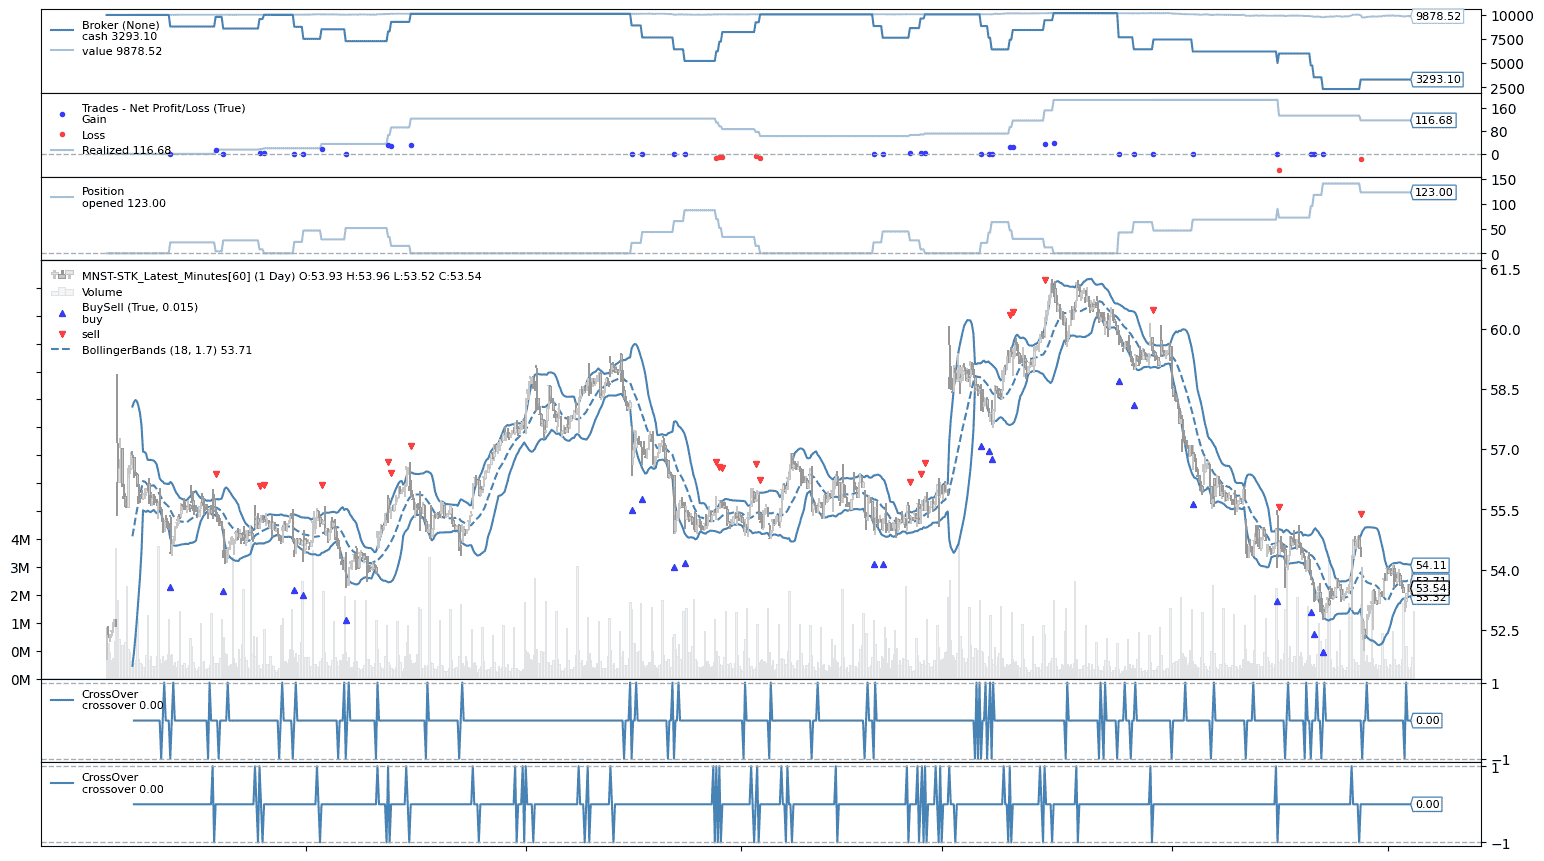 Broker (None)
cash 3293.10
value 9878.52
9878.52
3293.10
10000
7500
5000
2500
Trades - Net Profit/Loss (True)
Gain
Loss
Realized 116.68
116.68
160
80
0
Position
opened 123.00
123.00
150
100
50
0
MNST-STK_Latest_Minutes[60] (1 Day) O:53.93 H:53.96 L:53.52 C:53.54
Volume
BuySell (True, 0.015)
buy
sell
BollingerBands (18, 1.7) 53.71
61.5
60.0
58.5
57.0
55.5
54.0
52.5
4M
3M
2M
1M
0M
0M
54.11
53.71
53.54
53.32
CrossOver
crossover 0.00
0.00
1
−1
CrossOver
crossover 0.00
0.00
1
−1